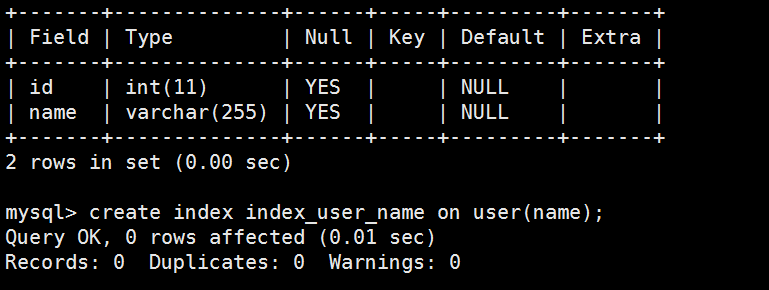 +-------+--------------+------+-----+---------+-------+
| Field | Type         | Null | Key | Default | Extra |
+-------+--------------+------+-----+---------+-------+
| id    | int(11)      | YES  |     | NULL    |       |
| name  | varchar(255) | YES  |     | NULL    |       |
+-------+--------------+------+-----+---------+-------+
2 rows in set (0.00 sec)

mysql> create index index_user_name on user(name);
Query OK, 0 rows affected (0.01 sec)
Records: 0  Duplicates: 0  Warnings: 0